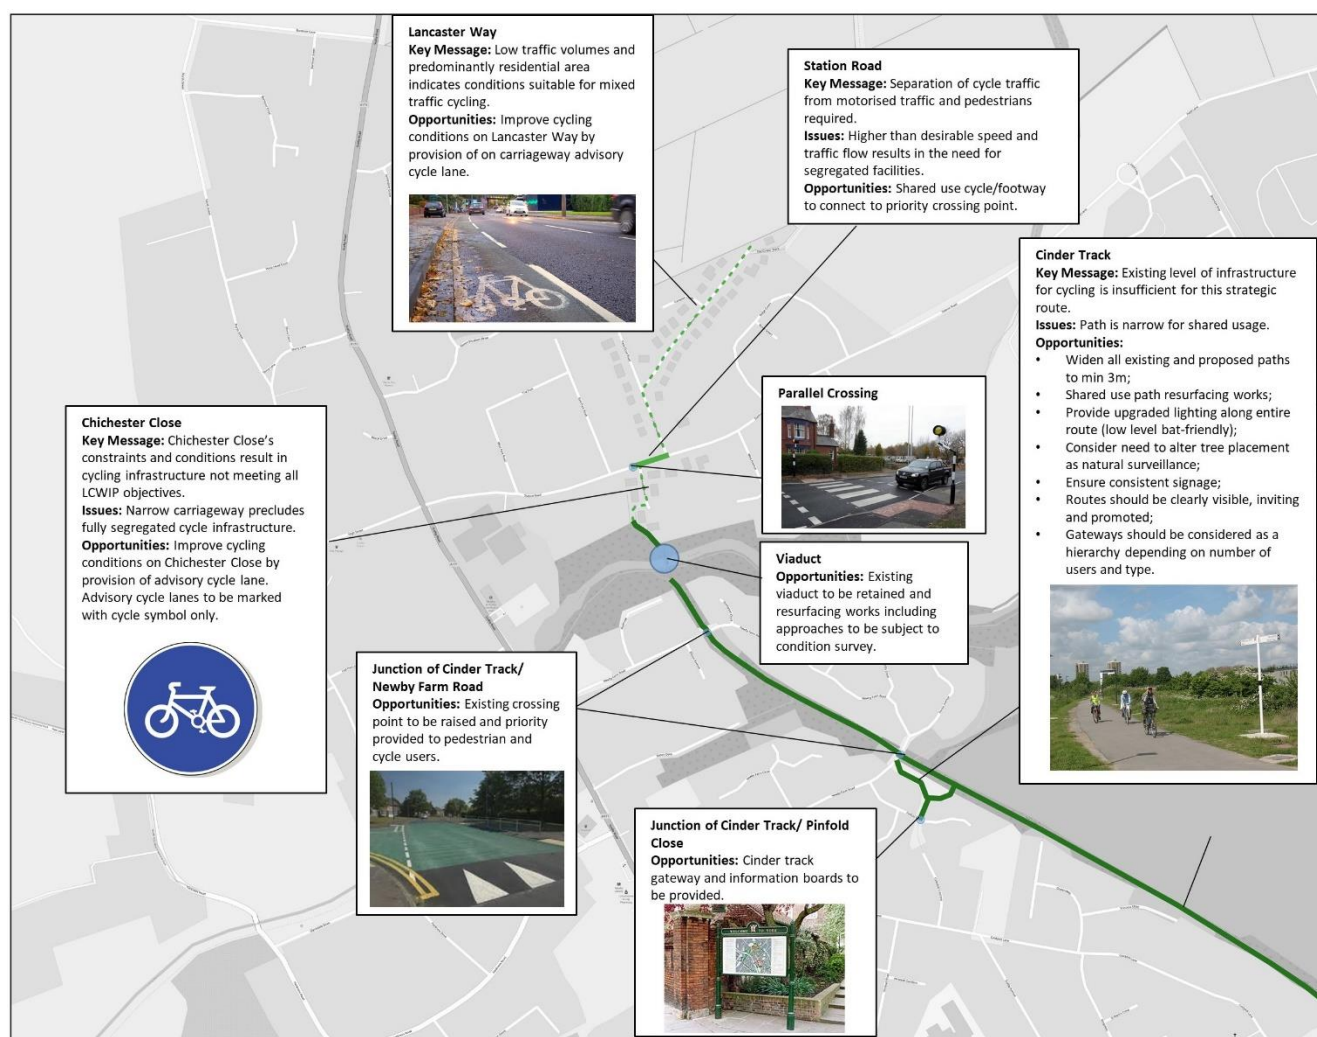 Lancaster Way
Key Message: Low traffic volumes and
predominantly residential area
indicates conditions suitable for mixed
traffic cycling.
Opportunities: Improve cycling
conditions on Lancaster Way by
provision of on carriageway advisory
cycle lane.
Station Road
Key Message: Separation of cycle traffic
from motorised traffic and pedestrians
required.
Issues: Higher than desirable speed and
traffic flow results in the need for
segregated facilities.
Opportunities: Shared use cycle/footway
to connect to priority crossing point.
Cinder Track
Key Message: Existing level of infrastructure
for cycling is insufficient for this strategic
route.
Issues: Path is narrow for shared usage.
Opportunities:
• Widen all existing and proposed paths
to min 3m;
• Shared use path resurfacing works;
• Provide upgraded lighting along entire
route (low level bat-friendly);
• Consider need to alter tree placement
as natural surveillance;
• Ensure consistent signage;
• Routes should be clearly visible, inviting
and promoted;
• Gateways should be considered as a
hierarchy depending on number of
users and type.
Parallel Crossing
Chichester Close
Key Message: Chichester Close's
constraints and conditions result in
cycling infrastructure not meeting all
LCWIP objectives.
Issues: Narrow carriageway precludes
fully segregated cycle infrastructure.
Opportunities: Improve cycling
conditions on Chichester Close by
provision of advisory cycle lane.
Advisory cycle lanes to be marked
with cycle symbol only.
Viaduct
Opportunities: Existing
viaduct to be retained and
resurfacing works including
approaches to be subject to
condition survey.
Junction of Cinder Track/
Newby Farm Road
Opportunities: Existing crossing
point to be raised and priority
provided to pedestrian and
cycle users.
Junction of Cinder Track/ Pinfold
Close
Opportunities: Cinder track
gateway and information boards to
be provided.